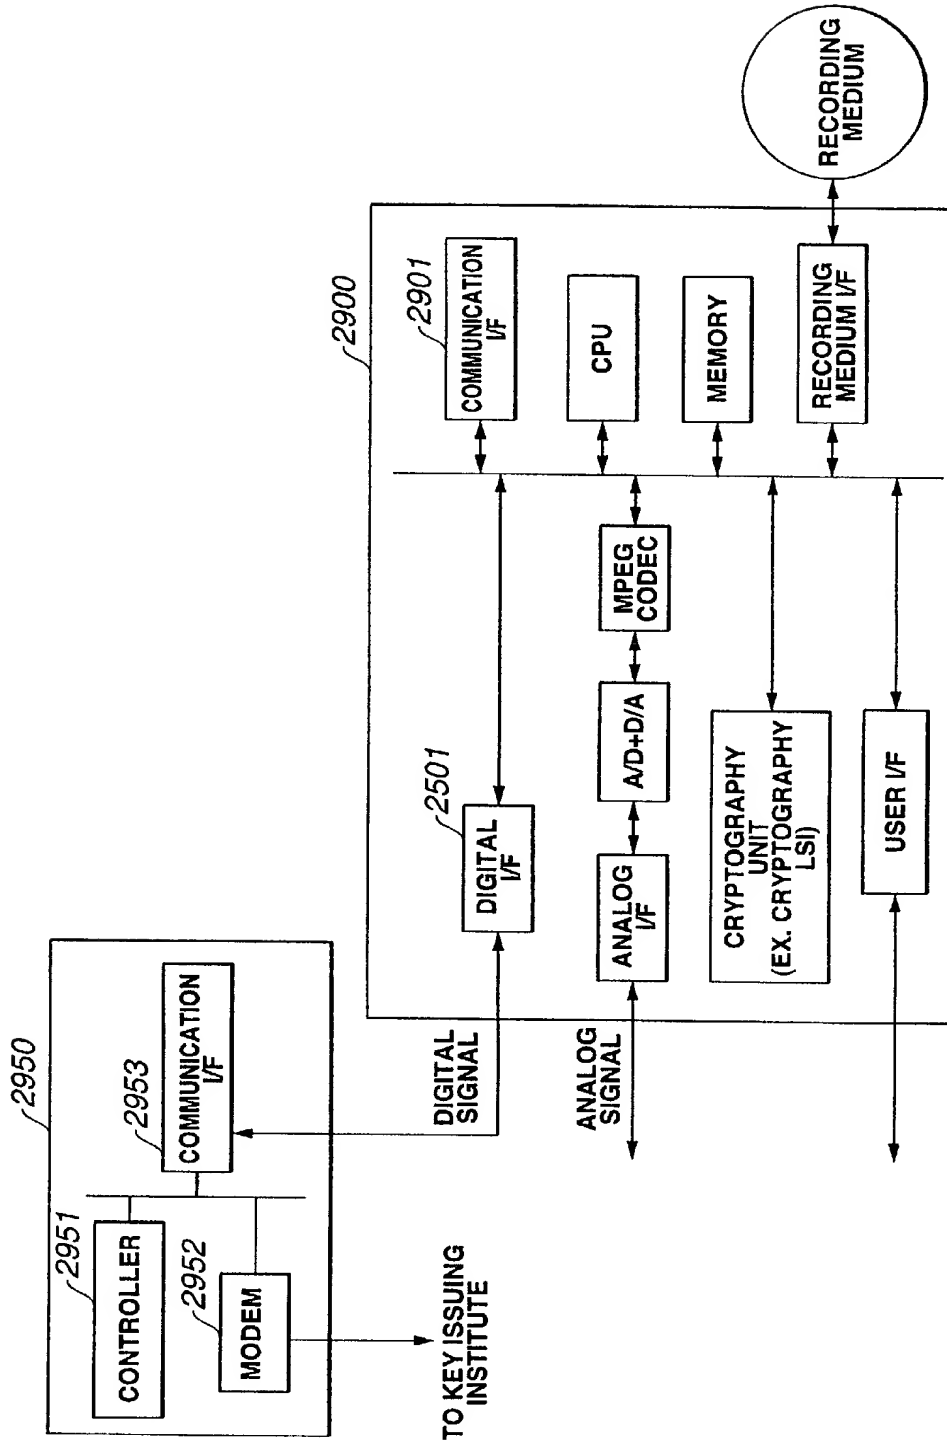 2950
2951
CONTROLLER
2953
COMMUNICATION
I/F
2952
MODEM
TO KEY ISSUING
INSTITUTE
DIGITAL
SIGNAL
ANALOG
SIGNAL
2900
2501
DIGITAL
I/F
2901
COMMUNICATION
I/F
ANALOG
I/F
A/D+D/A
MPEG
CODEC
CPU
CRYPTOGRAPHY
UNIT
(EX. CRYPTOGRAPHY
LSI)
MEMORY
USER I/F
RECORDING
MEDIUM I/F
RECORDING
MEDIUM